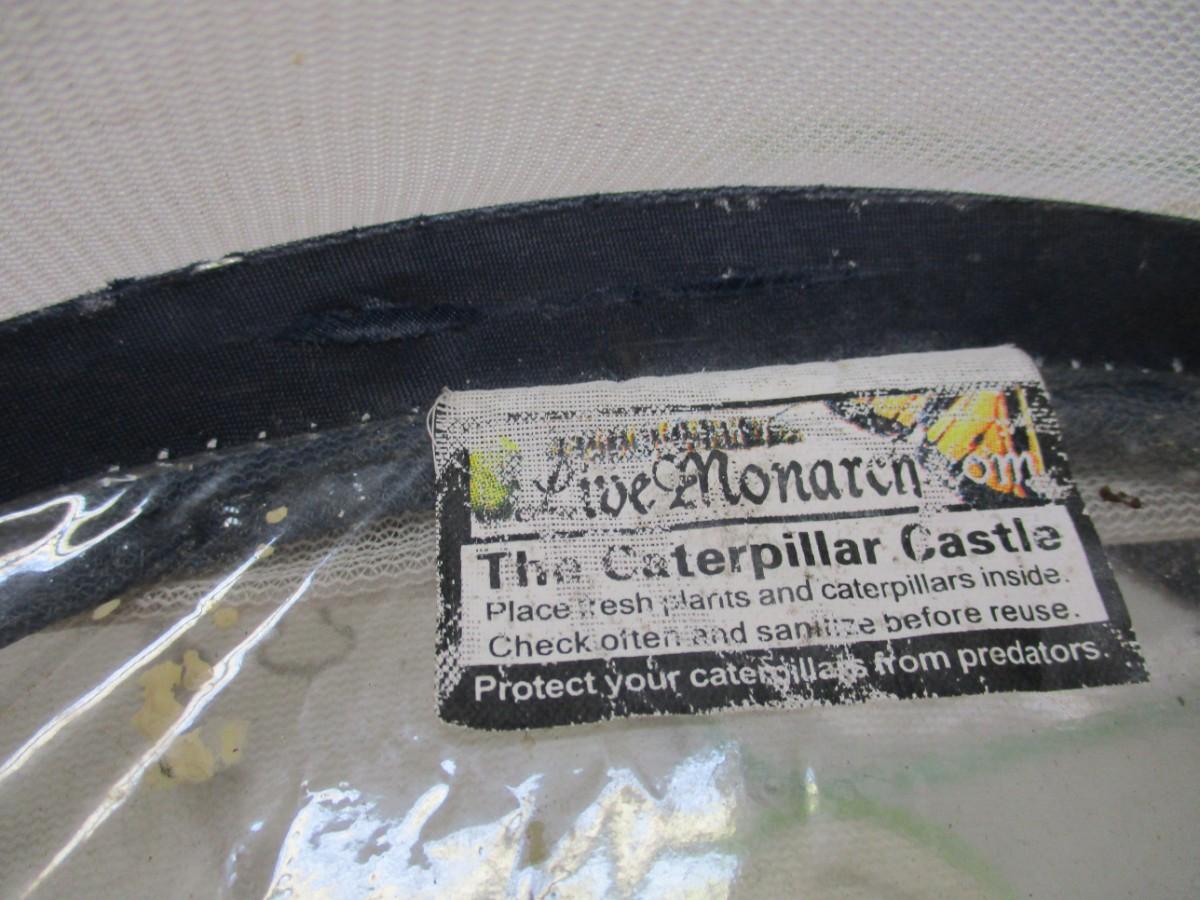 LiveMonarch om
The Caterpillar Castle
Place fresh plants and caterpillars inside.
Check often and sanitize before reuse.
Protect your caterpillars from predators.